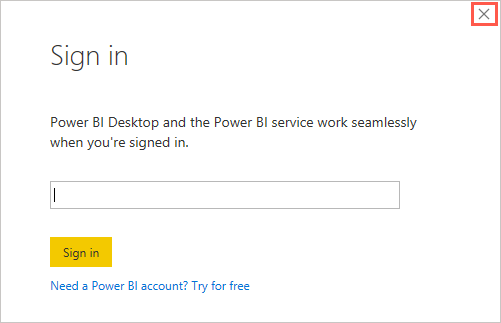 Sign in
Power BI Desktop and the Power BI service work seamlessly
when you're signed in.
Sign in
Need a Power BI account? Try for free